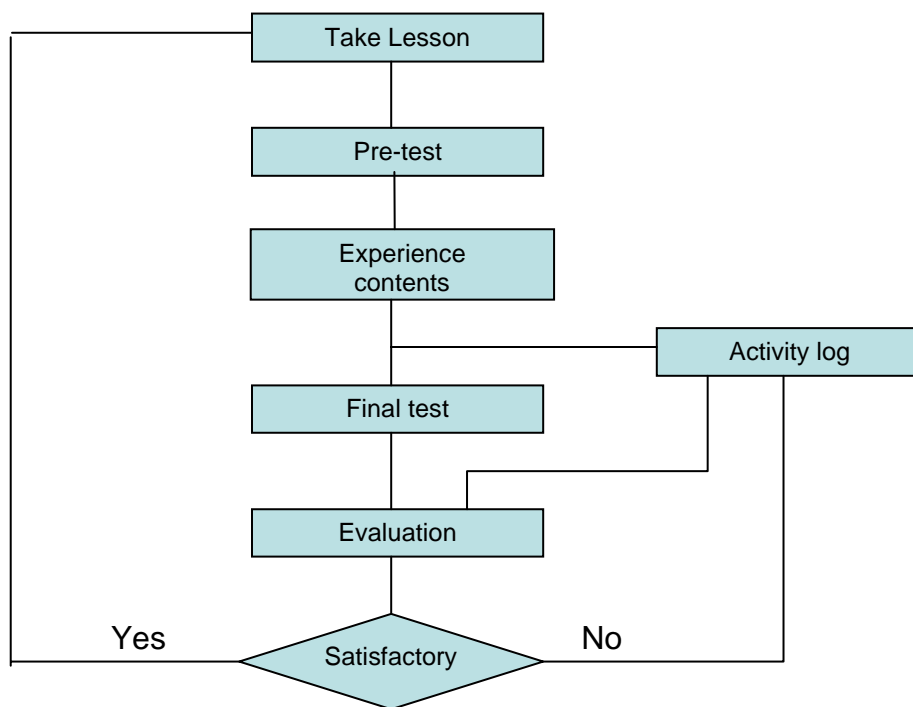 Take Lesson
Pre-test
Experience
contents
Activity log
Final test
Evaluation
Yes
Satisfactory
No